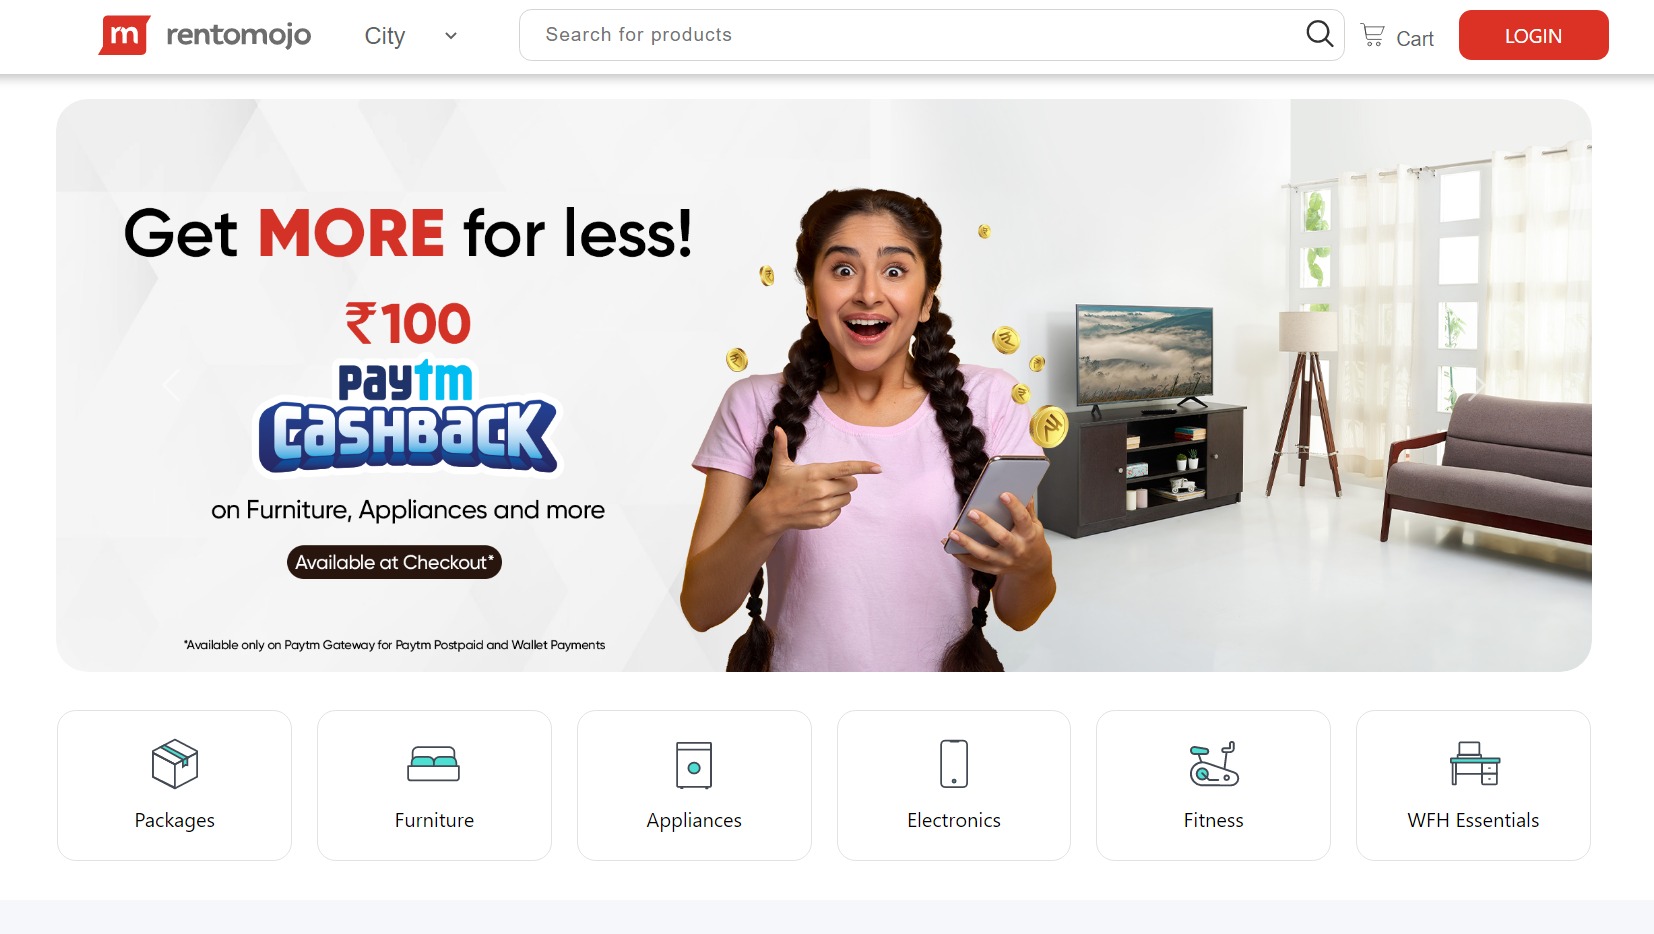 m rentomojo
City
Search for products
Cart
LOGIN
Get MORE for less!
₹100
paytm
CASHBACK
on Furniture, Appliances and more
Available at Checkout*
*Available only on Paytm Gateway for Paytm Postpaid and Wallet Payments
Packages
Furniture
Appliances
Electronics
Fitness
WFH Essentials